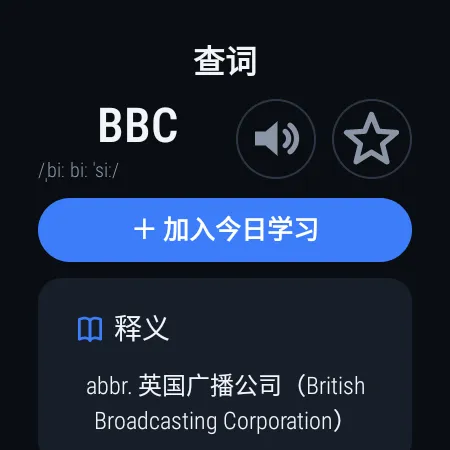 查词
BBC
/ˌbiː biː ˈsiː/
＋ 加入今日学习
释义
abbr. 英国广播公司（British
Broadcasting Corporation）